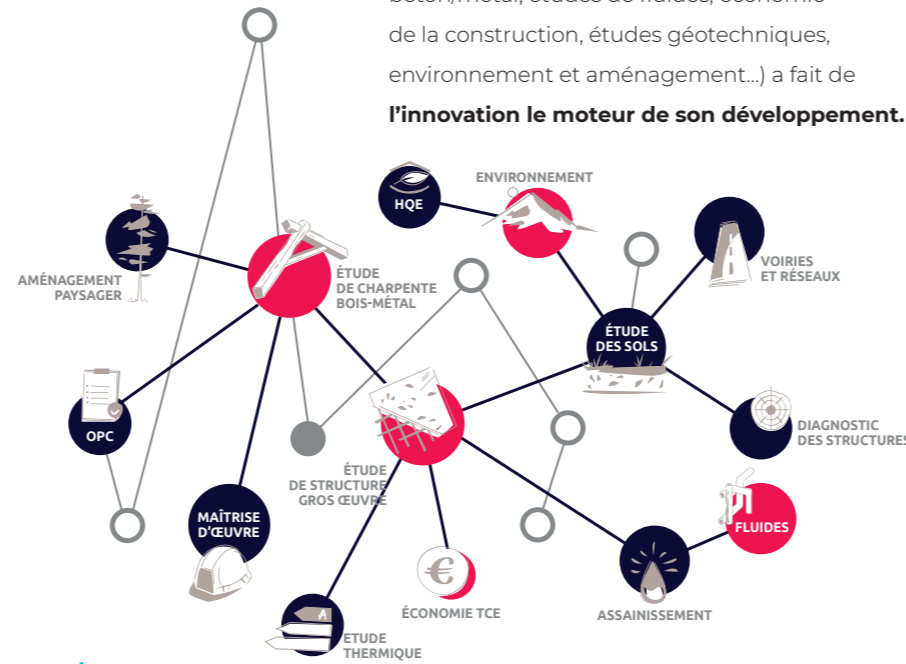 de la construction, études géotechniques,
environnement et aménagement...) a fait de
l'innovation le moteur de son développement.
ENVIRONNEMENT
HQE
VOIRIES
ET RÉSEAUX
AMÉNAGEMENT
PAYSAGER
ÉTUDE
DE CHARPENTE
BOIS-MÉTAL
ÉTUDE
DES SOLS
OPC
DIAGNOSTIC
DES STRUCTURES
ÉTUDE
DE STRUCTURE
GROS ŒUVRE
MAÎTRISE
D'ŒUVRE
FLUIDES
€
ÉCONOMIE TCE
ASSAINISSEMENT
A
ETUDE
THERMIQUE